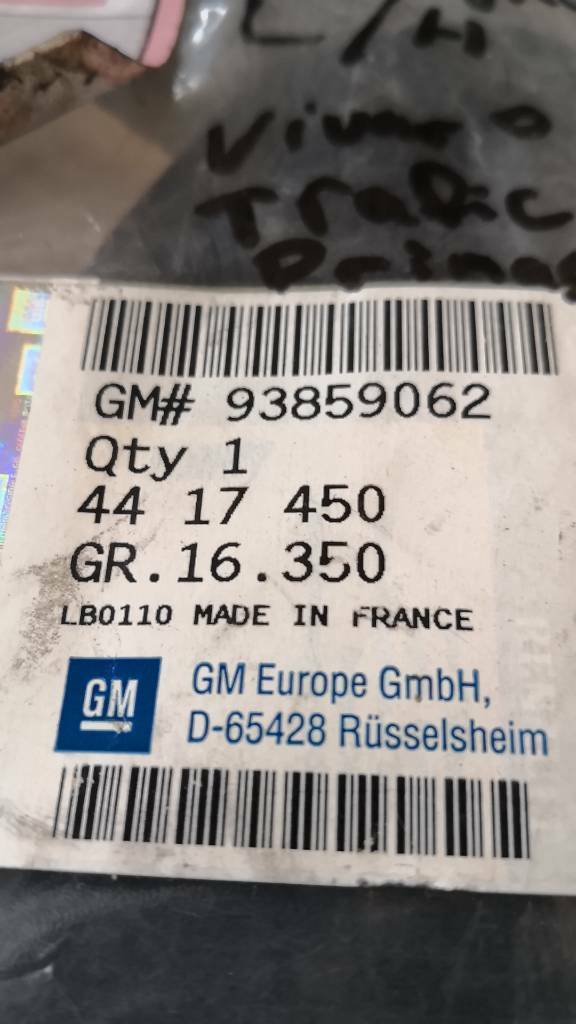 L/H
Vivaro
Trafic
GM# 93859062
Qty 1
44 17 450
GR.16.350
LB0110 MADE IN FRANCE
GM
GM Europe GmbH,
D-65428 Rüsselsheim